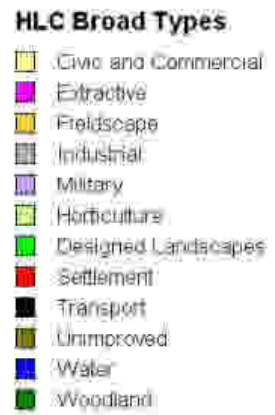 HLC Broad Types
Civic and Commercial
Extractive
Fieldscape
Industrial
Military
Horticulture
Designed Landscapes
Settlement
Transport
Unimproved
Water
Woodland